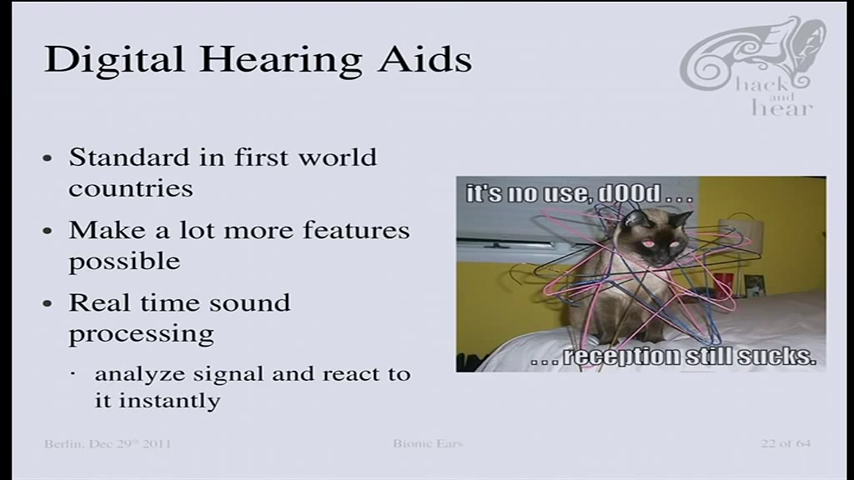 Digital Hearing Aids
hack
and
hear
• Standard in first world
countries
• Make a lot more features
possible
• Real time sound
processing
· analyze signal and react to
it instantly
it's no use, d00d . . .
. . . reception still sucks.
Berlin, Dec 29th 2011
Bionic Ears
22 of 64